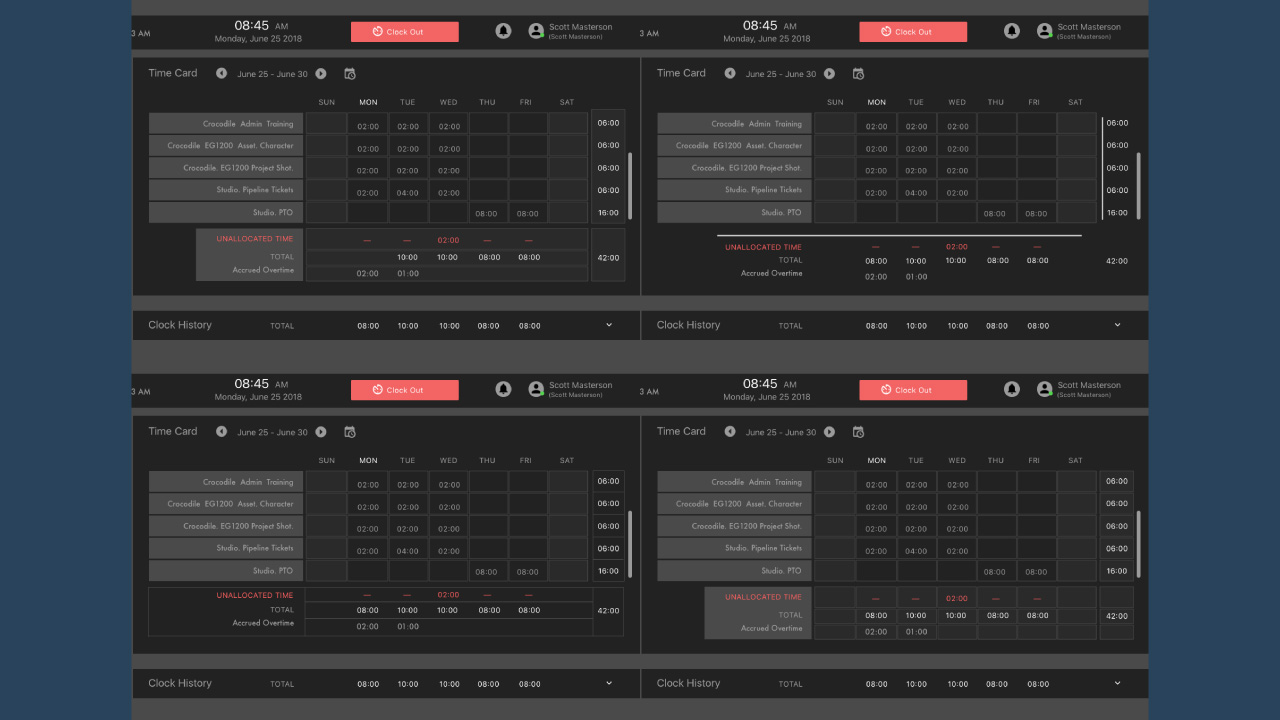 3 AM
08:45 AM
Monday, June 25 2018
Clock Out
Scott Masterson
(Scott Masterson)
Time Card
June 25 - June 30
SUN MON TUE WED THU FRI SAT
Crocodile Admin Training 02:00 02:00 02:00 06:00
Crocodile EG1200 Asset. Character 02:00 02:00 02:00 06:00
Crocodile. EG1200 Project Shot. 02:00 02:00 02:00 06:00
Studio. Pipeline Tickets 02:00 04:00 02:00 06:00
Studio. PTO 08:00 08:00 16:00
UNALLOCATED TIME — — 02:00 — —
TOTAL 10:00 10:00 08:00 08:00 42:00
Accrued Overtime 02:00 01:00
Clock History TOTAL 08:00 10:00 10:00 08:00 08:00
3 AM
08:45 AM
Monday, June 25 2018
Clock Out
Scott Masterson
(Scott Masterson)
Time Card
June 25 - June 30
SUN MON TUE WED THU FRI SAT
Crocodile Admin Training 02:00 02:00 02:00 06:00
Crocodile EG1200 Asset. Character 02:00 02:00 02:00 06:00
Crocodile. EG1200 Project Shot. 02:00 02:00 02:00 06:00
Studio. Pipeline Tickets 02:00 04:00 02:00 06:00
Studio. PTO 08:00 08:00 16:00
UNALLOCATED TIME — — 02:00 — —
TOTAL 08:00 10:00 10:00 08:00 08:00 42:00
Accrued Overtime 02:00 01:00
Clock History TOTAL 08:00 10:00 10:00 08:00 08:00
3 AM
08:45 AM
Monday, June 25 2018
Clock Out
Scott Masterson
(Scott Masterson)
Time Card
June 25 - June 30
SUN MON TUE WED THU FRI SAT
Crocodile Admin Training 02:00 02:00 02:00 06:00
Crocodile EG1200 Asset. Character 02:00 02:00 02:00 06:00
Crocodile. EG1200 Project Shot. 02:00 02:00 02:00 06:00
Studio. Pipeline Tickets 02:00 04:00 02:00 06:00
Studio. PTO 08:00 08:00 16:00
UNALLOCATED TIME — — 02:00 — —
TOTAL 08:00 10:00 10:00 08:00 08:00 42:00
Accrued Overtime 02:00 01:00
Clock History TOTAL 08:00 10:00 10:00 08:00 08:00
3 AM
08:45 AM
Monday, June 25 2018
Clock Out
Scott Masterson
(Scott Masterson)
Time Card
June 25 - June 30
SUN MON TUE WED THU FRI SAT
Crocodile Admin Training 02:00 02:00 02:00 06:00
Crocodile EG1200 Asset. Character 02:00 02:00 02:00 06:00
Crocodile. EG1200 Project Shot. 02:00 02:00 02:00 06:00
Studio. Pipeline Tickets 02:00 04:00 02:00 06:00
Studio. PTO 08:00 08:00 16:00
UNALLOCATED TIME — — 02:00 — —
TOTAL 08:00 10:00 10:00 08:00 08:00 42:00
Accrued Overtime 02:00 01:00
Clock History TOTAL 08:00 10:00 10:00 08:00 08:00